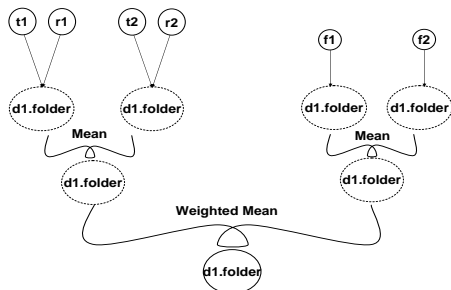 t1 r1 t2 r2 f1 f2
d1.folder d1.folder d1.folder d1.folder
Mean Mean
d1.folder d1.folder
Weighted Mean
d1.folder